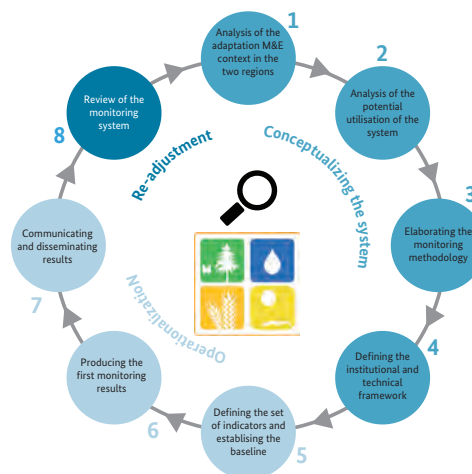 1
Analysis of the
adaptation M&E
context in the
two regions
2
Analysis of the
potential
utilisation of the
system
3
Elaborating the
monitoring
methodology
4
Defining the
institutional and
technical
framework
5
Defining the set
of indicators and
establising the
baseline
6
Producing the
first monitoring
results
7
Communicating
and disseminating
results
8
Review of the
monitoring
system
Re-adjustment
Conceptualizing the system
Operationalization